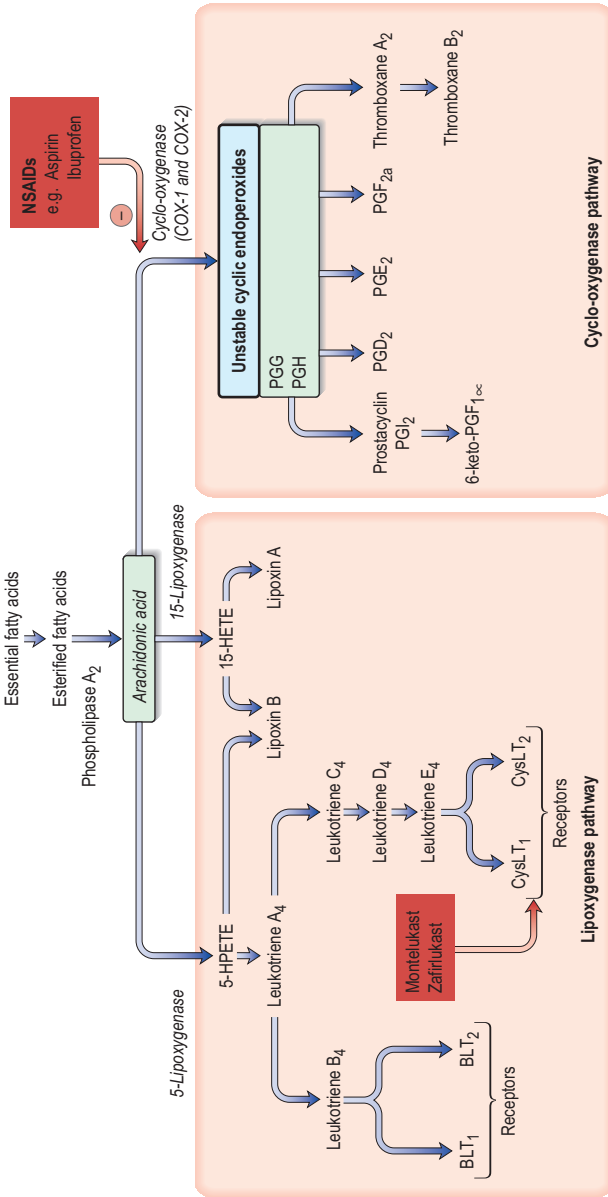 Essential fatty acids
Esterified fatty acids
Phospholipase A2
Arachidonic acid
NSAIDs
e.g. Aspirin
Ibuprofen
–
5-Lipoxygenase
15-Lipoxygenase
Cyclo-oxygenase
(COX-1 and COX-2)
5-HPETE
15-HETE
Lipoxin B
Lipoxin A
Leukotriene A4
Leukotriene B4
Leukotriene C4
Leukotriene D4
Leukotriene E4
BLT1
BLT2
Receptors
CysLT1
CysLT2
Receptors
Montelukast
Zafirlukast
Lipoxygenase pathway
Unstable cyclic endoperoxides
PGG
PGH
Prostacyclin
PGI2
6-keto-PGF1∝
PGD2
PGE2
PGF2a
Thromboxane A2
Thromboxane B2
Cyclo-oxygenase pathway